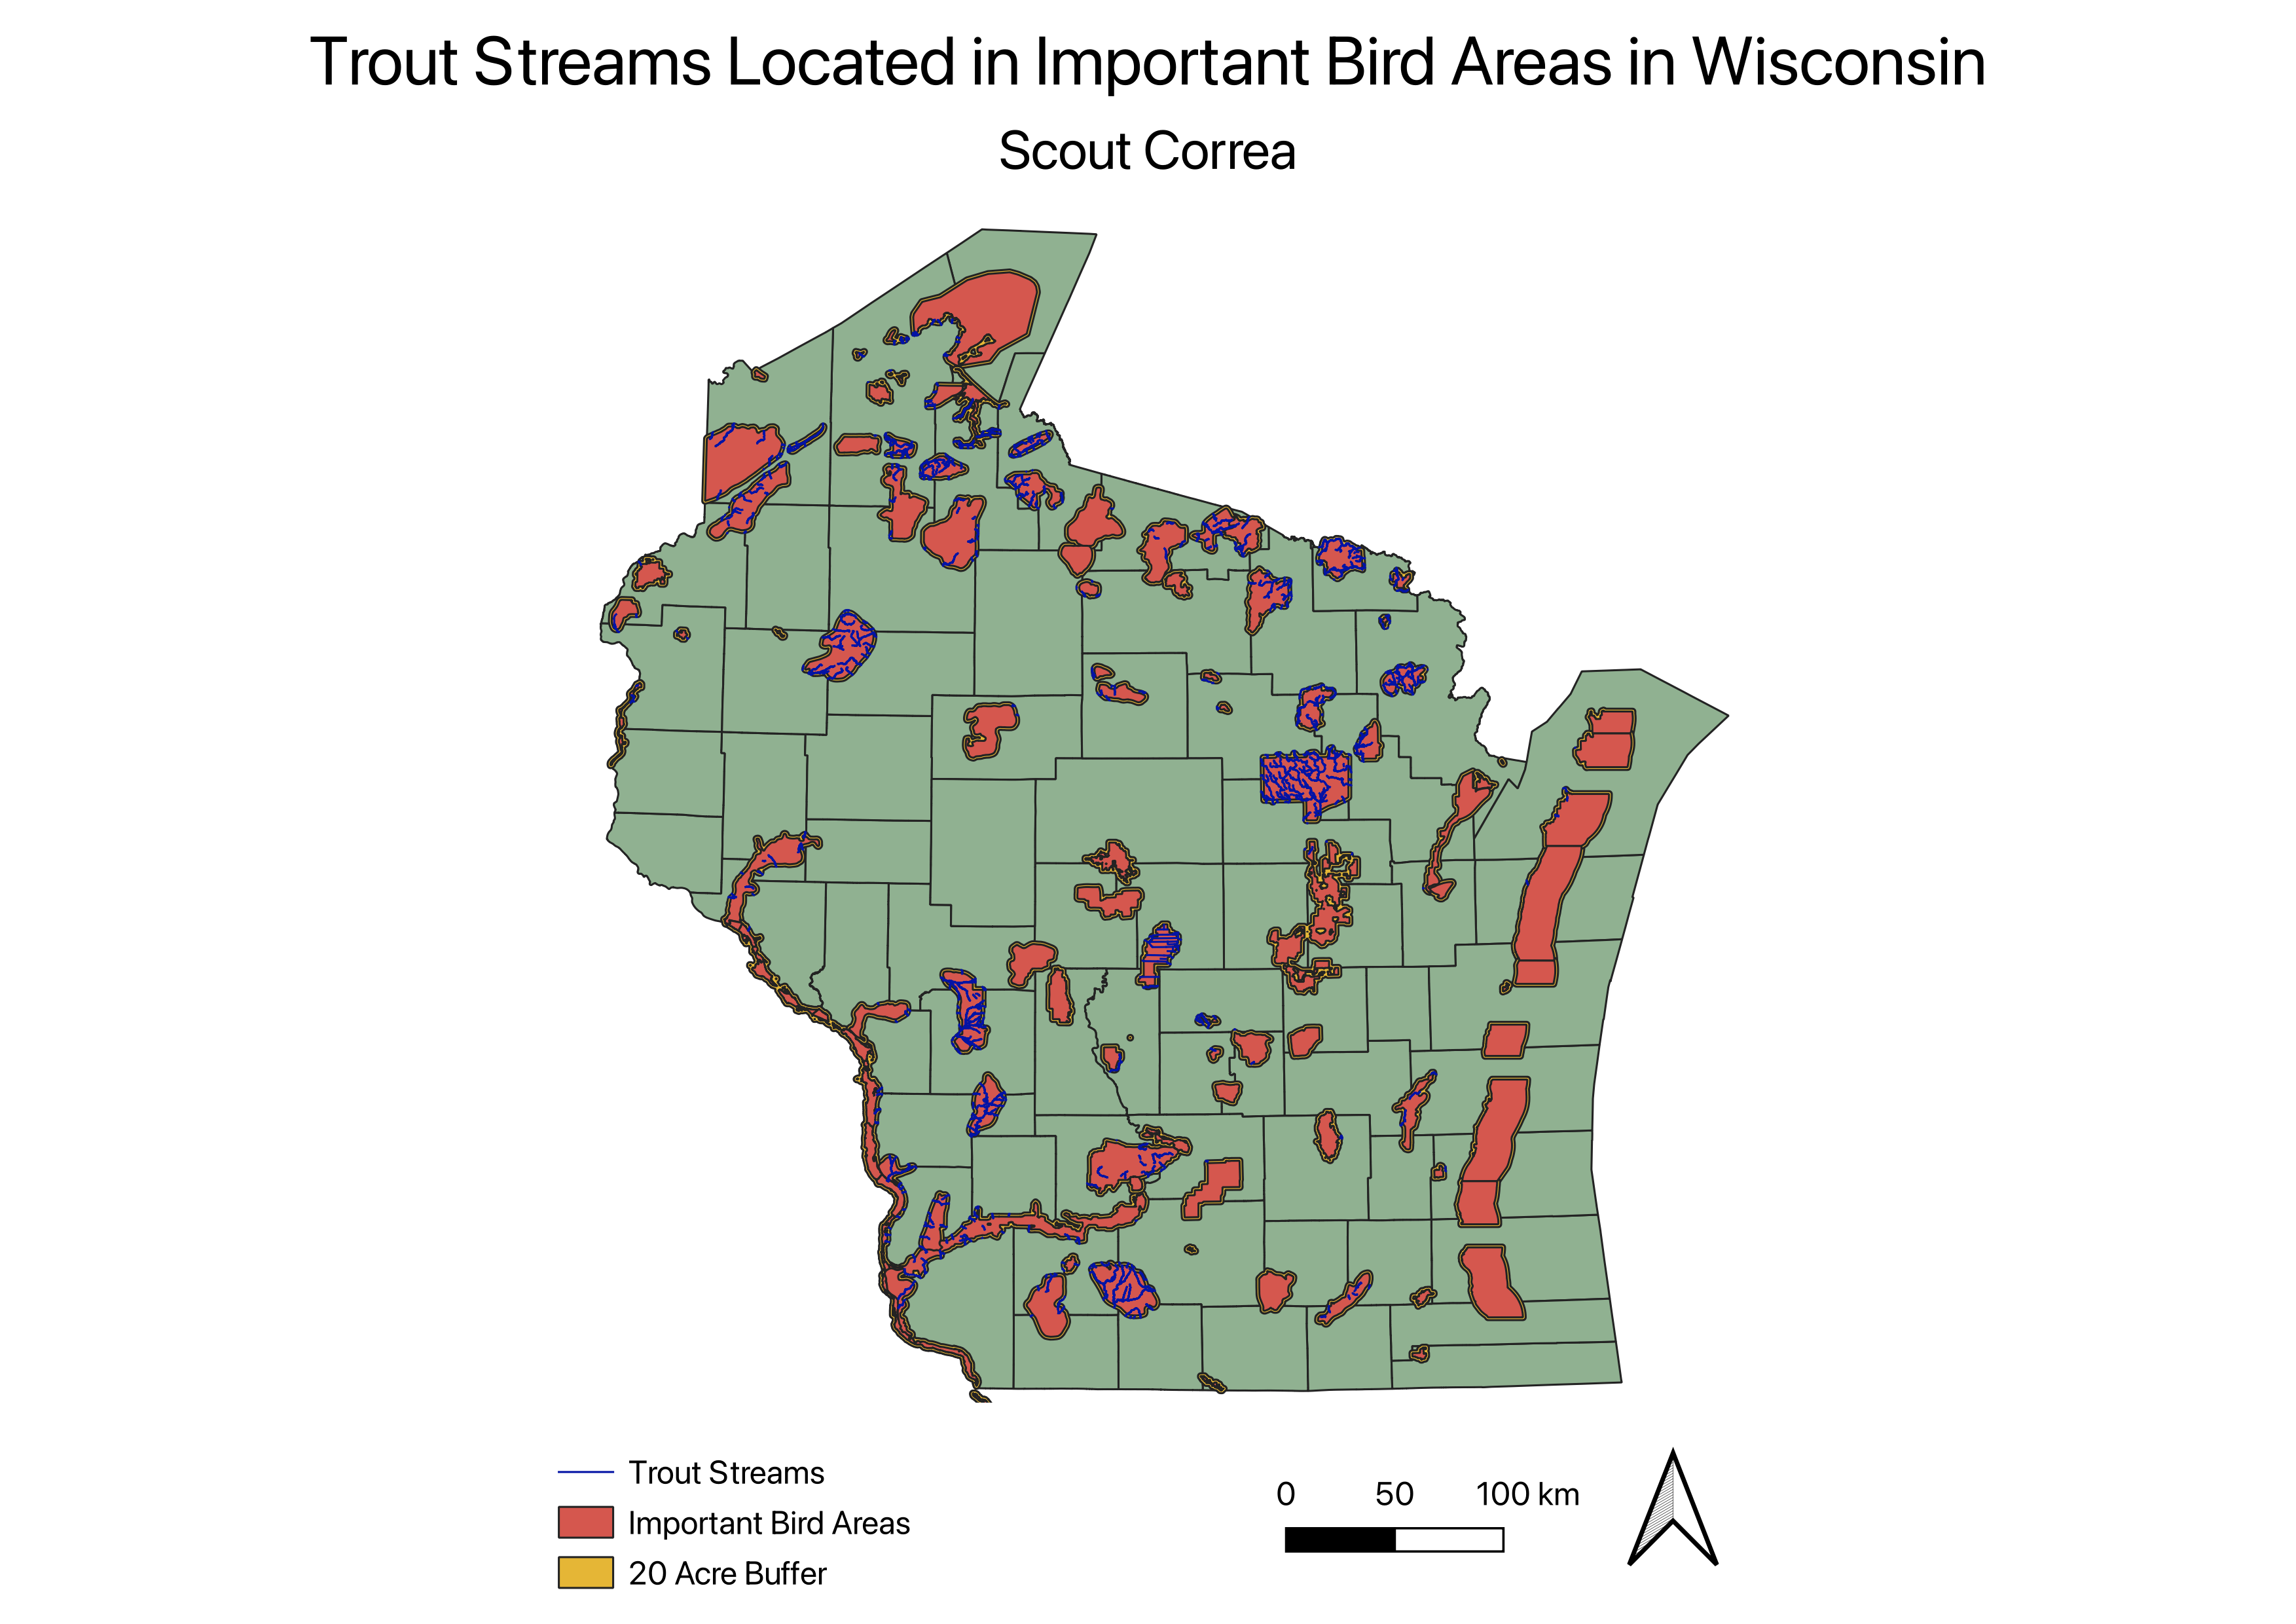 Trout Streams Located in Important Bird Areas in Wisconsin
Scout Correa
Trout Streams
Important Bird Areas
20 Acre Buffer
0 50 100 km